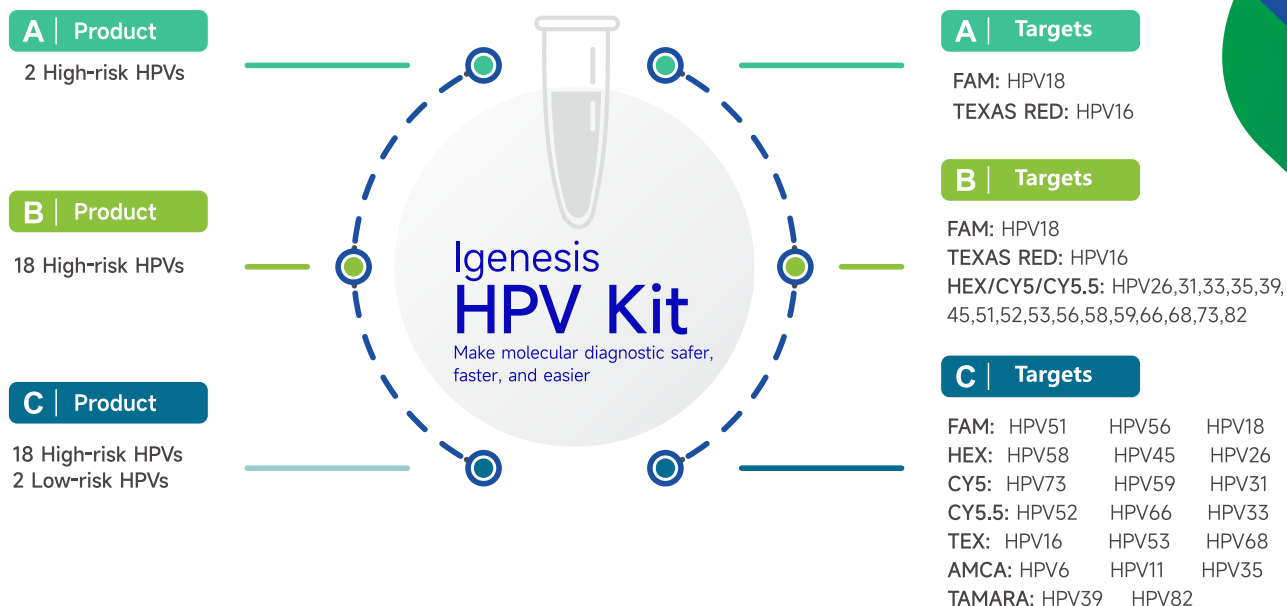 A | Product
2 High-risk HPVs
B | Product
18 High-risk HPVs
C | Product
18 High-risk HPVs
2 Low-risk HPVs
Igenesis
HPV Kit
Make molecular diagnostic safer,
faster, and easier
A | Targets
FAM: HPV18
TEXAS RED: HPV16
B | Targets
FAM: HPV18
TEXAS RED: HPV16
HEX/CY5/CY5.5: HPV26,31,33,35,39,
45,51,52,53,56,58,59,66,68,73,82
C | Targets
FAM: HPV51 HPV56 HPV18
HEX: HPV58 HPV45 HPV26
CY5: HPV73 HPV59 HPV31
CY5.5: HPV52 HPV66 HPV33
TEX: HPV16 HPV53 HPV68
AMCA: HPV6 HPV11 HPV35
TAMARA: HPV39 HPV82